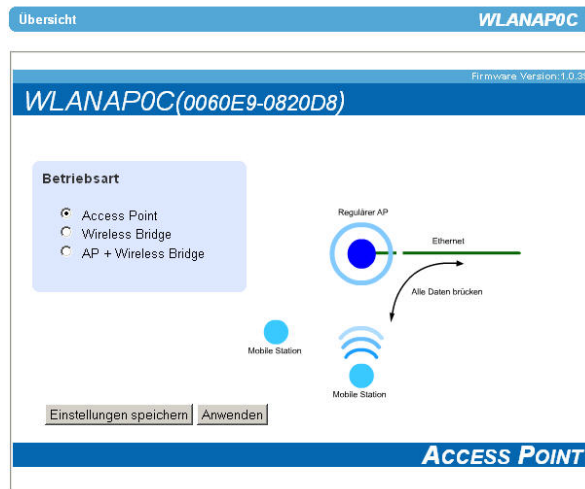 Übersicht
WLANAP0C
Firmware Version:1.0.3
WLANAP0C(0060E9-0820D8)
Betriebsart
Access Point
Wireless Bridge
AP + Wireless Bridge
Regulärer AP
Ethernet
Alle Daten brücken
Mobile Station
Mobile Station
Einstellungen speichern
Anwenden
ACCESS POINT